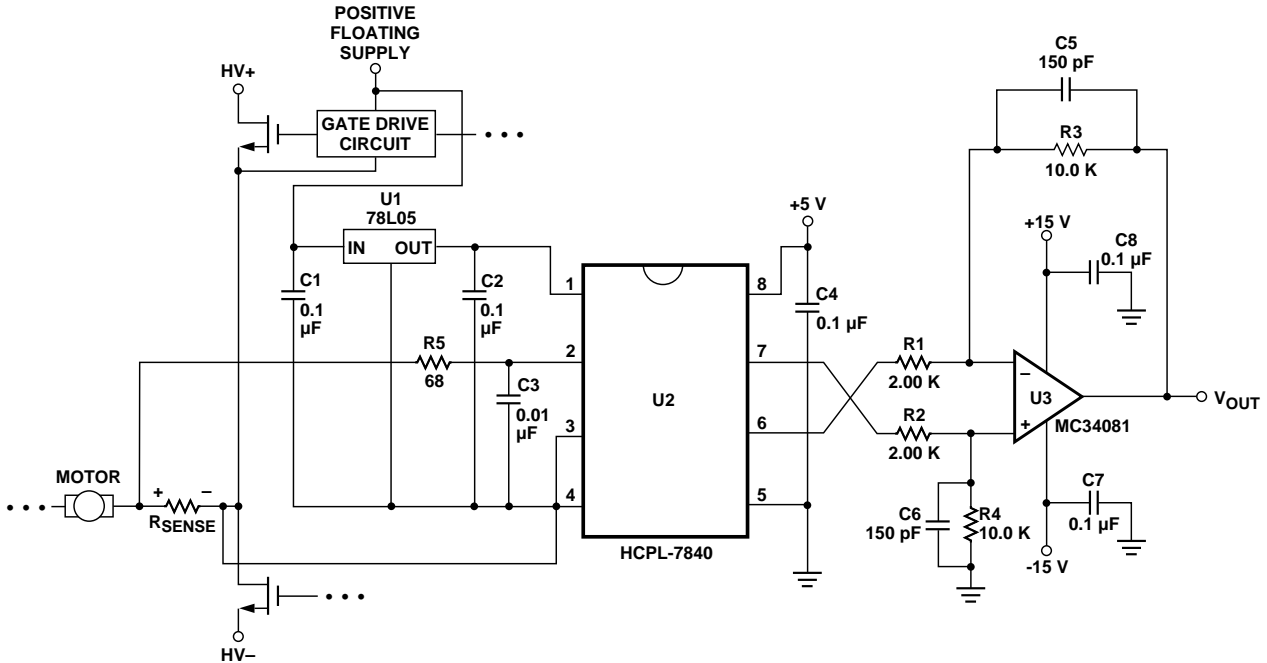 POSITIVE
FLOATING
SUPPLY
HV+
GATE DRIVE
CIRCUIT
• • •
U1
78L05
IN OUT
C1
0.1
µF
C2
0.1
µF
R5
68
C3
0.01
µF
MOTOR
• • •
+ –
RSENSE
• • •
HV–
1
2
3
4
U2
8
7
6
5
HCPL-7840
+5 V
C4
0.1 µF
R1
2.00 K
R2
2.00 K
C5
150 pF
R3
10.0 K
+15 V
C8
0.1 µF
–
U3
+
MC34081
VOUT
C6
150 pF
R4
10.0 K
C7
0.1 µF
-15 V